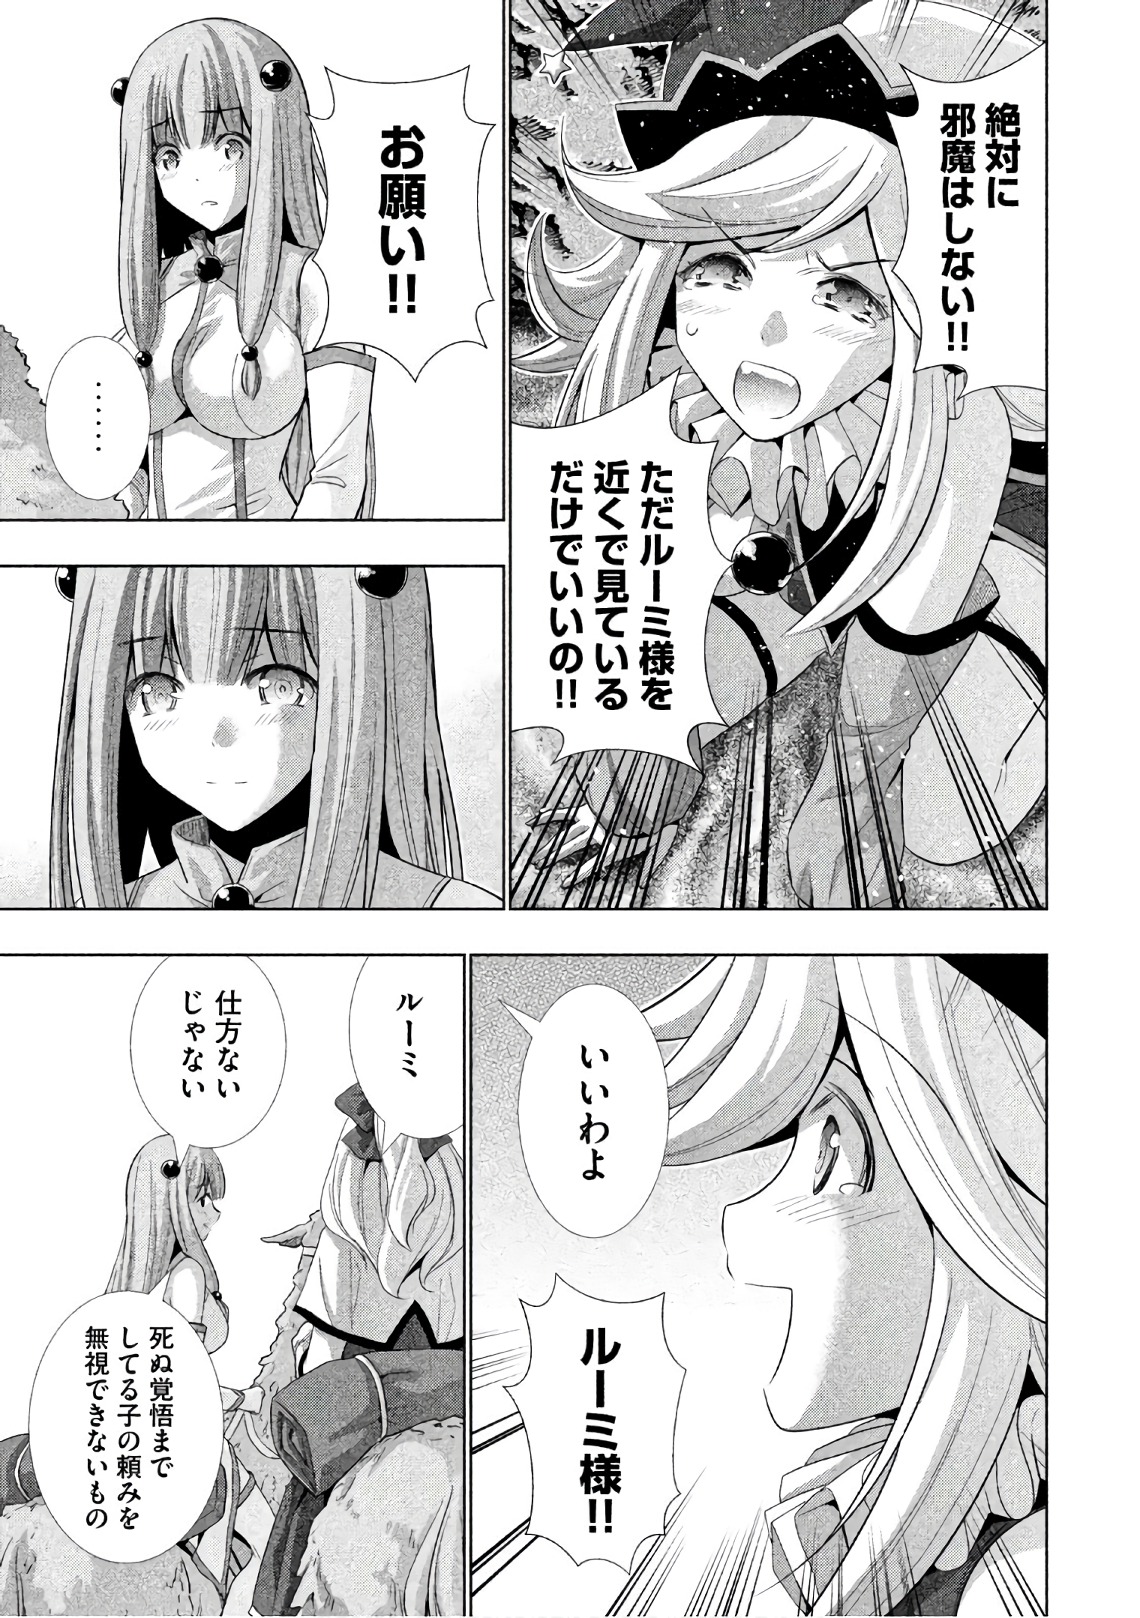 絶対に
邪魔はしない!!
ただルーミ様を
近くで見ている
だけでいいの!!
お願い!!
……
いいわよ
ルーミ様!!
ルーミ
仕方ない
じゃない
死ぬ覚悟まで
してる子の頼みを
無視できないもの